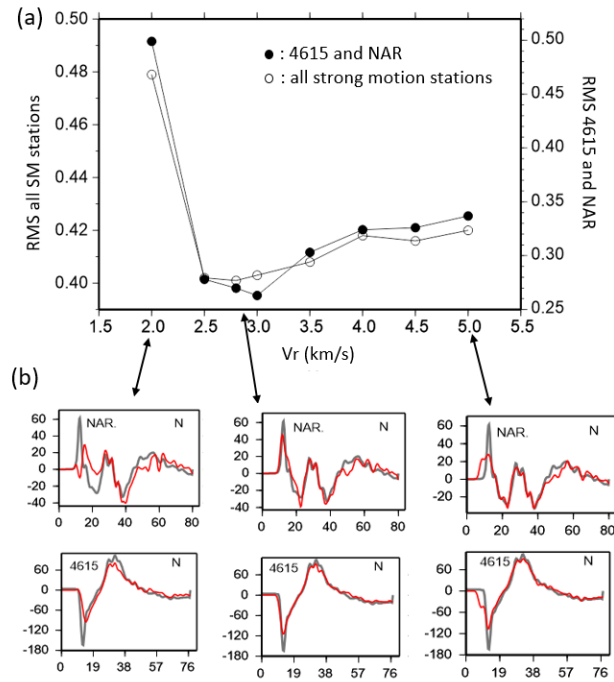 (a)
0.50
0.48
0.46
0.44
0.42
0.40
RMS all SM stations
● : 4615 and NAR
○ : all strong motion stations
0.50
0.45
0.40
0.35
0.30
0.25
RMS 4615 and NAR
1.5 2.0 2.5 3.0 3.5 4.0 4.5 5.0 5.5
Vr (km/s)
(b)
60
40
20
0
-20
-40
NAR. N
0 20 40 60 80
60
40
20
0
-20
NAR. N
0 20 40 60 80
60
40
20
0
-20
NAR. N
0 20 40 60 80
60
0
-60
-120
-180
4615 N
0 19 38 57 76
60
0
-60
-120
-180
4615 N
0 19 38 57 76
60
0
-60
-120
-180
4615 N
0 19 38 57 76